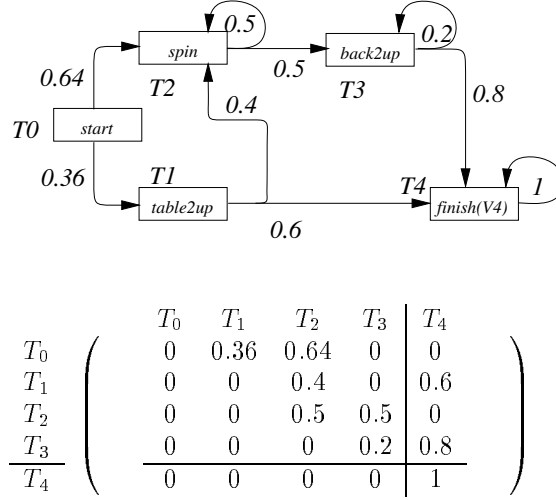 0.5
0.2
spin
back2up
0.64
T2
0.5
T3
0.4
0.8
T0
start
0.36
T1
T4
1
table2up
0.6
finish(V4)
T₀ T₁ T₂ T₃ T₄
T₀ 0 0.36 0.64 0 0
T₁ 0 0 0.4 0 0.6
T₂ 0 0 0.5 0.5 0
T₃ 0 0 0 0.2 0.8
T₄ 0 0 0 0 1